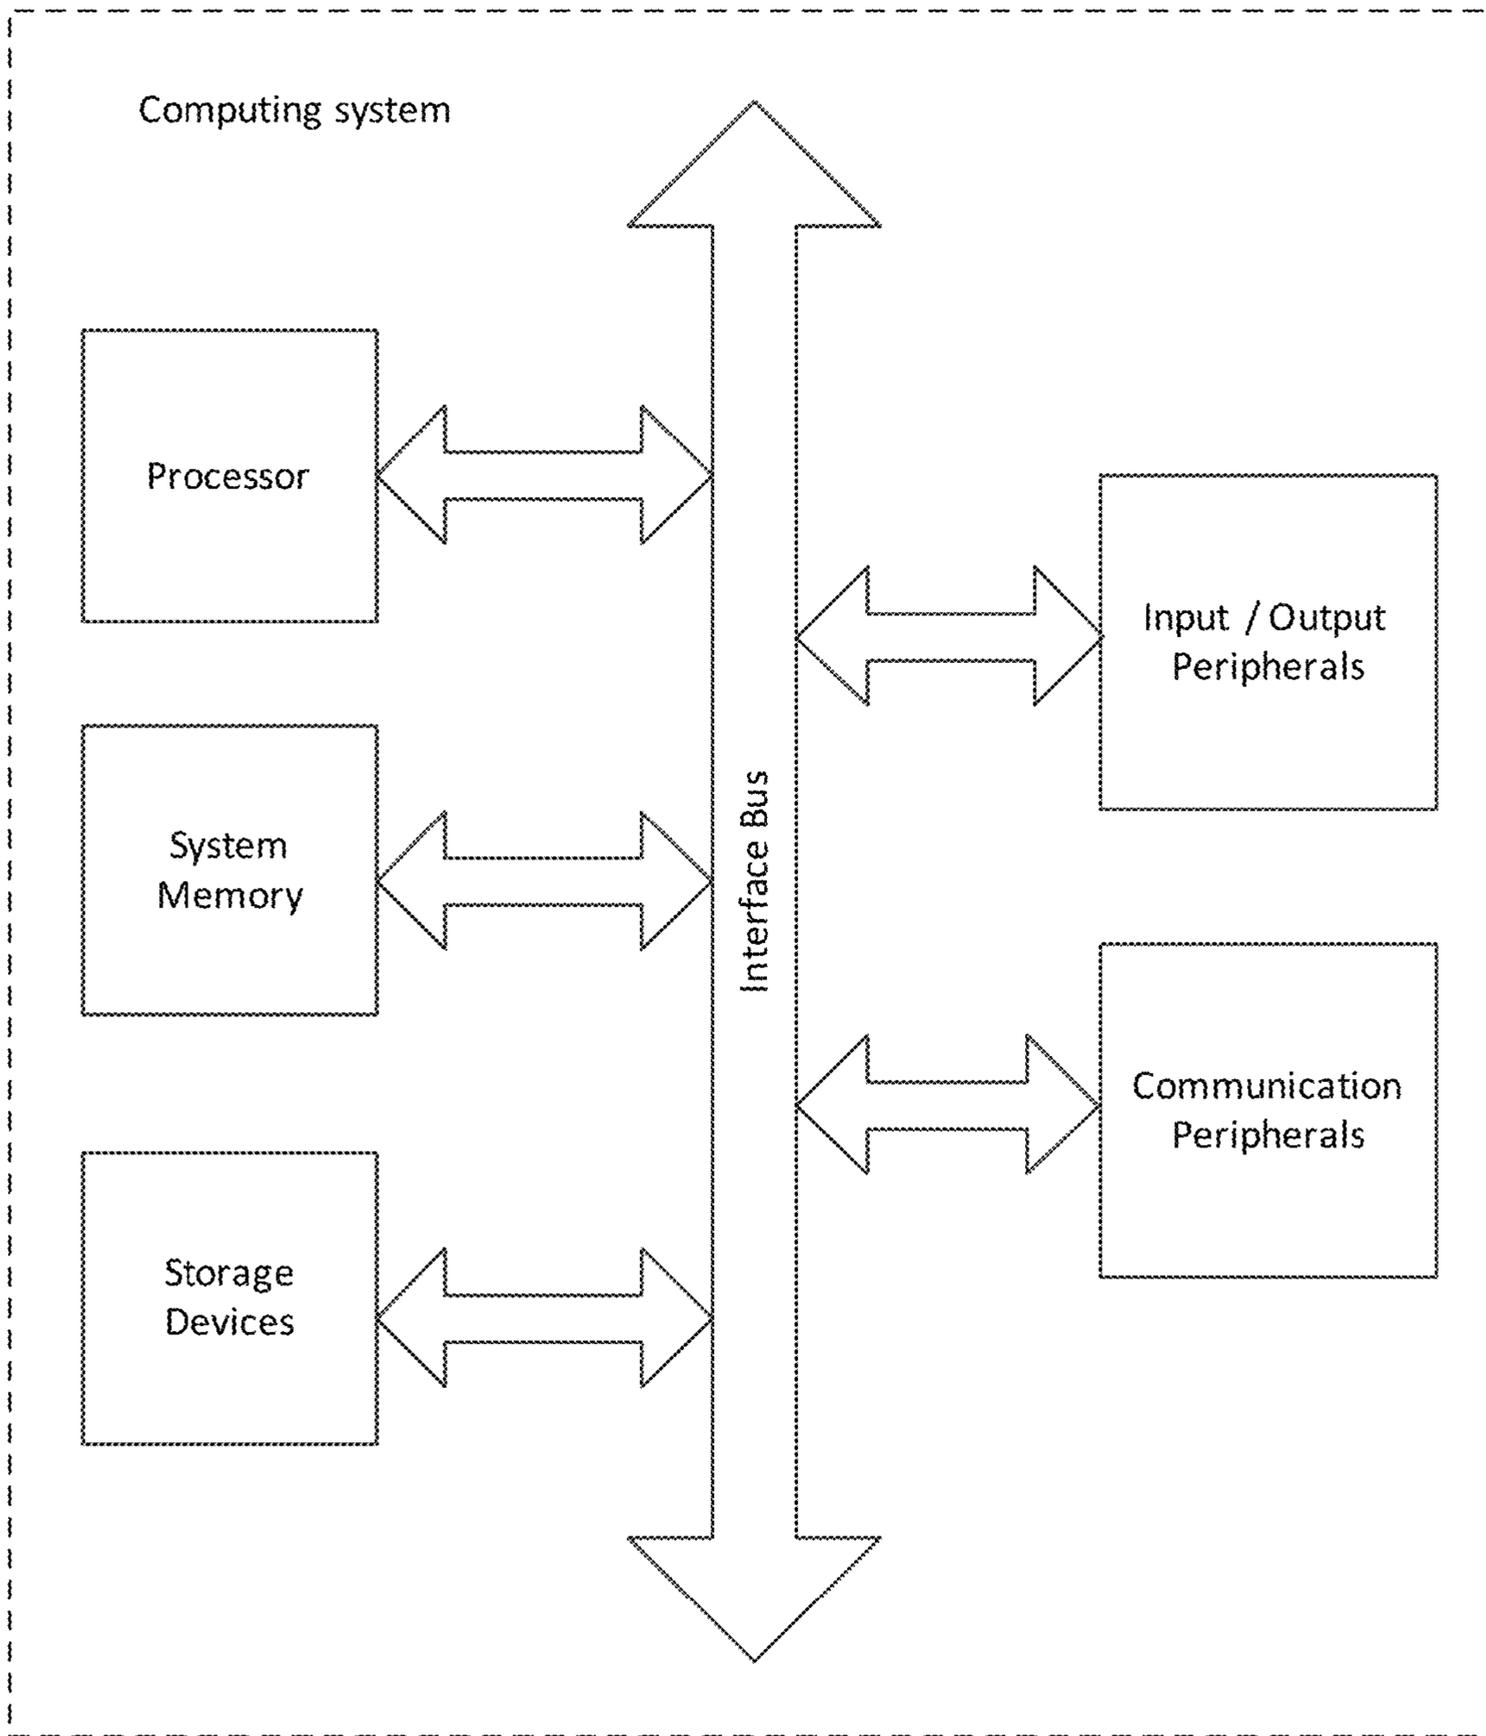 Computing system
Processor
Input / Output
Peripherals
System
Memory
Interface Bus
Communication
Peripherals
Storage
Devices